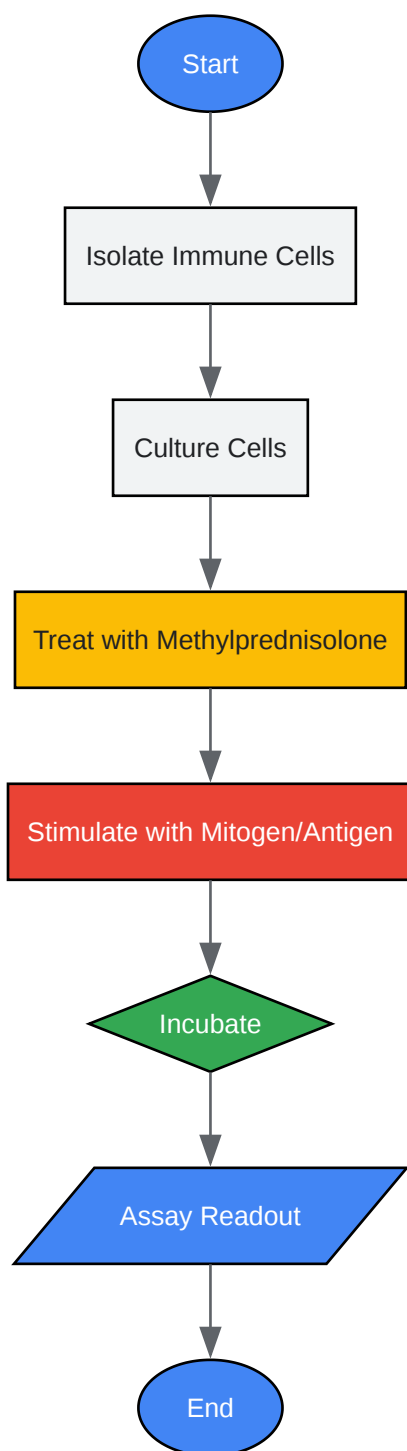 Start
Isolate Immune Cells
Culture Cells
Treat with Methylprednisolone
Stimulate with Mitogen/Antigen
Incubate
Assay Readout
End